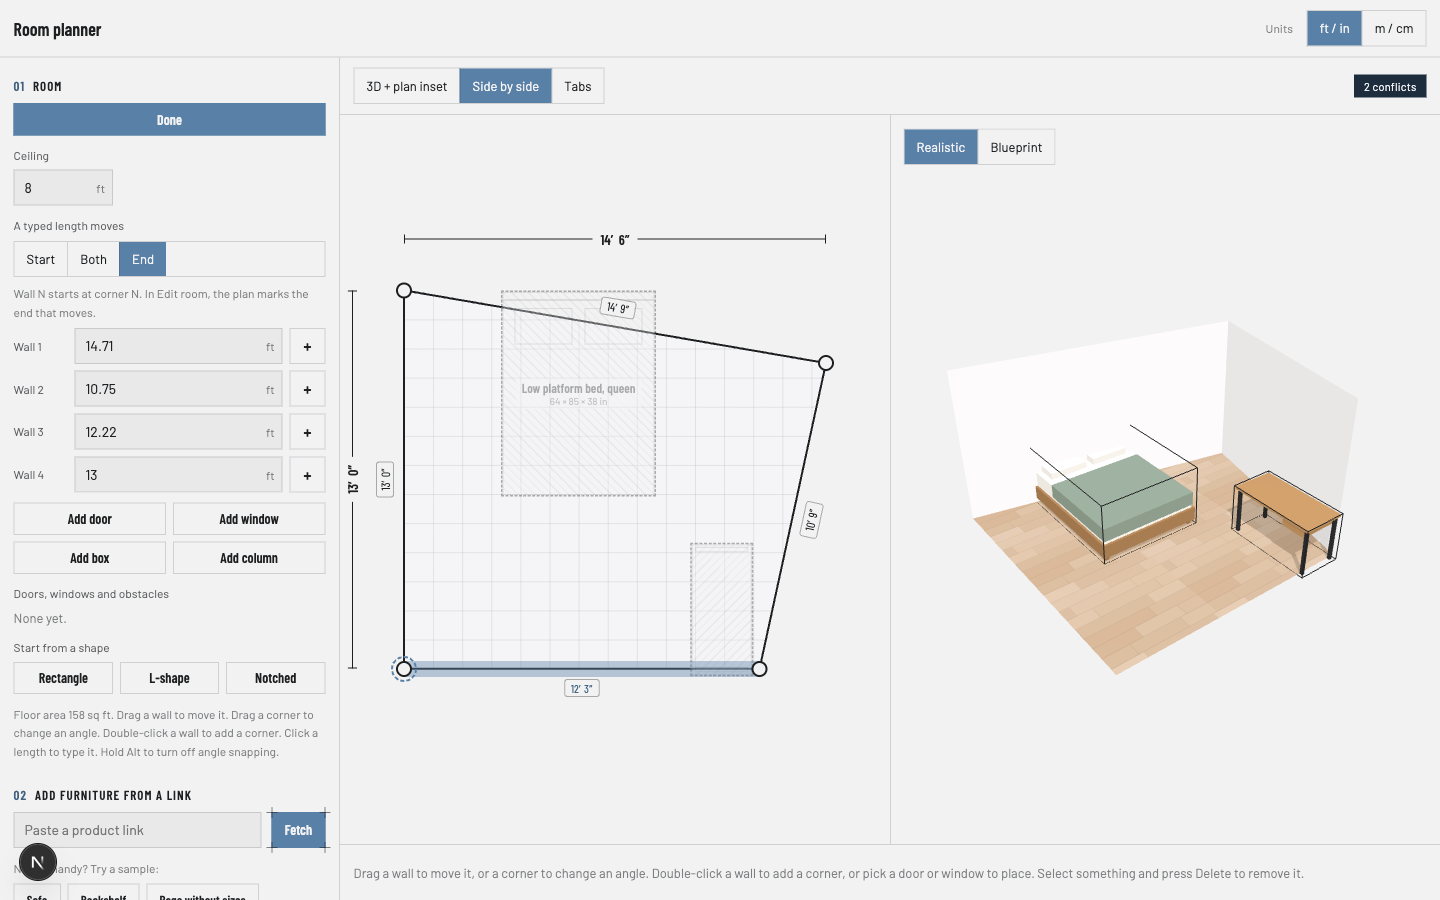 Room planner
Units
ft / in
m / cm
01 ROOM
Done
Ceiling
8 ft
A typed length moves
Start
Both
End
Wall N starts at corner N. In Edit room, the plan marks the
end that moves.
Wall 1 14.71 ft +
Wall 2 10.75 ft +
Wall 3 12.22 ft +
Wall 4 13 ft +
Add door
Add window
Add box
Add column
Doors, windows and obstacles
None yet.
Start from a shape
Rectangle
L-shape
Notched
Floor area 158 sq ft. Drag a wall to move it. Drag a corner to
change an angle. Double-click a wall to add a corner. Click a
length to type it. Hold Alt to turn off angle snapping.
02 ADD FURNITURE FROM A LINK
Paste a product link
Fetch
N
andy? Try a sample:
Sofa
Bookshelf
Page without sizes
3D + plan inset
Side by side
Tabs
2 conflicts
14′ 6″
14′ 9″
Low platform bed, queen
64 × 85 × 38 in
13′ 0″
13′ 0″
10′ 9″
12′ 3″
Realistic
Blueprint
Drag a wall to move it, or a corner to change an angle. Double-click a wall to add a corner, or pick a door or window to place. Select something and press Delete to remove it.